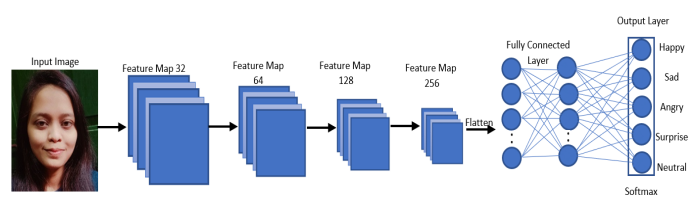 Input Image
Feature Map 32
Feature Map
64
Feature Map
128
Feature Map
256
Flatten
Fully Connected
Layer
Output Layer
Happy
Sad
Angry
Surprise
Neutral
Softmax